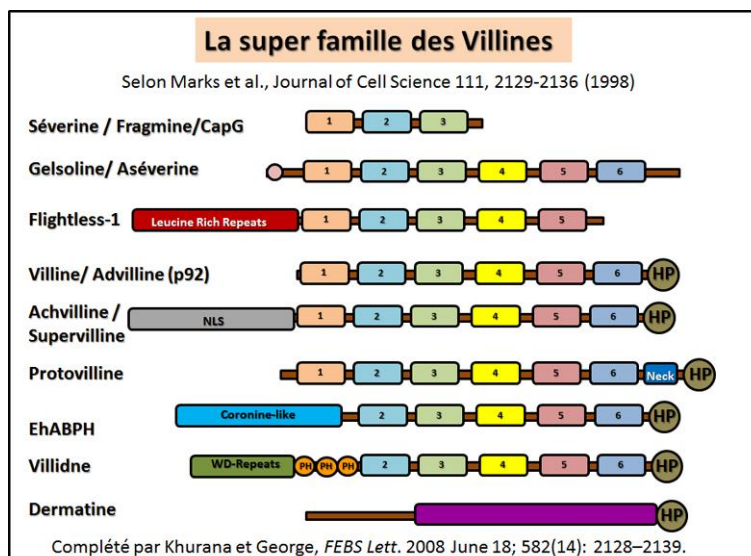 La super famille des Villines
Selon Marks et al., Journal of Cell Science 111, 2129-2136 (1998)
Séverine / Fragmine/CapG
1 2 3
Gelsoline/ Aséverine
1 2 3 4 5 6
Flightless-1
Leucine Rich Repeats 1 2 3 4 5
Villine/ Advilline (p92)
1 2 3 4 5 6 HP
Achvilline /
Supervilline
NLS 1 2 3 4 5 6 HP
Protovilline
1 2 3 4 5 6 Neck HP
EhABPH
Coronine-like 2 3 4 5 6 HP
Villidne
WD-Repeats PH PH PH 2 3 4 5 6 HP
Dermatine
HP
Complété par Khurana et George, FEBS Lett. 2008 June 18; 582(14): 2128–2139.